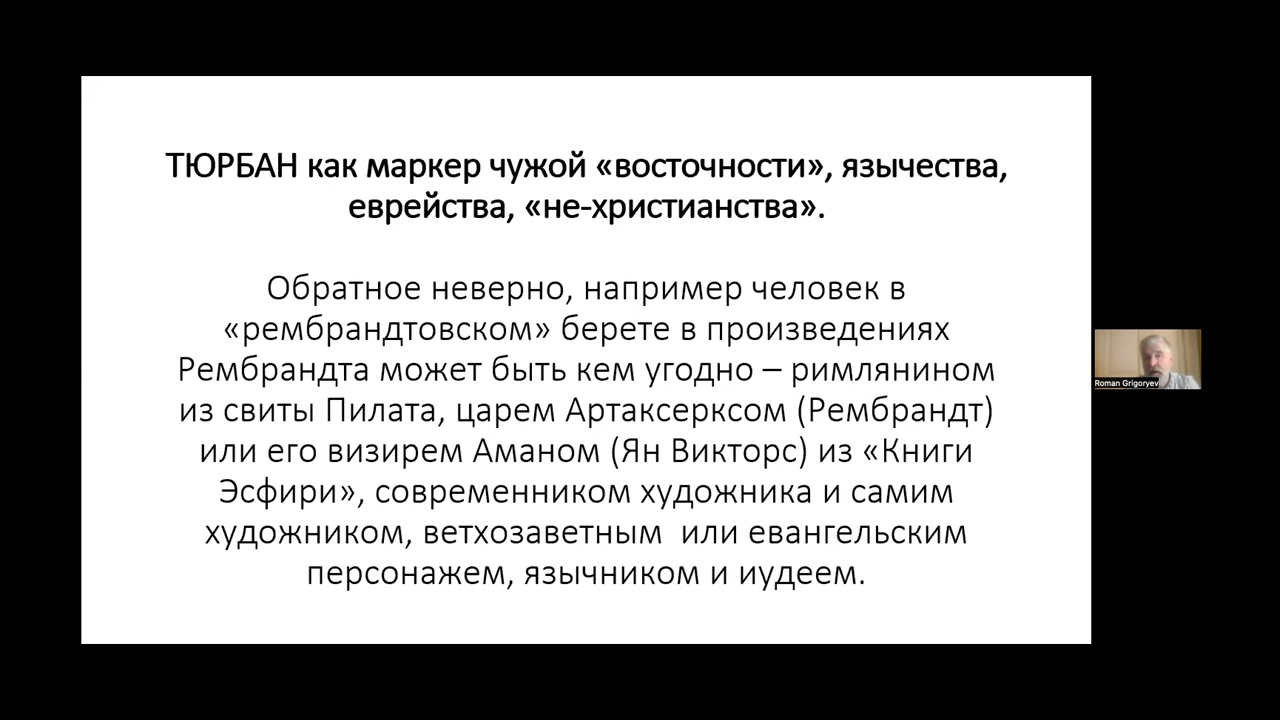 ТЮРБАН как маркер чужой «восточности», язычества,
еврейства, «не-христианства».
Обратное неверно, например человек в
«рембрандтовском» берете в произведениях
Рембрандта может быть кем угодно – римлянином
из свиты Пилата, царем Артаксерксом (Рембрандт)
или его визирем Аманом (Ян Викторс) из «Книги
Эсфири», современником художника и самим
художником, ветхозаветным  или евангельским
персонажем, язычником и иудеем.
Roman Grigoryev